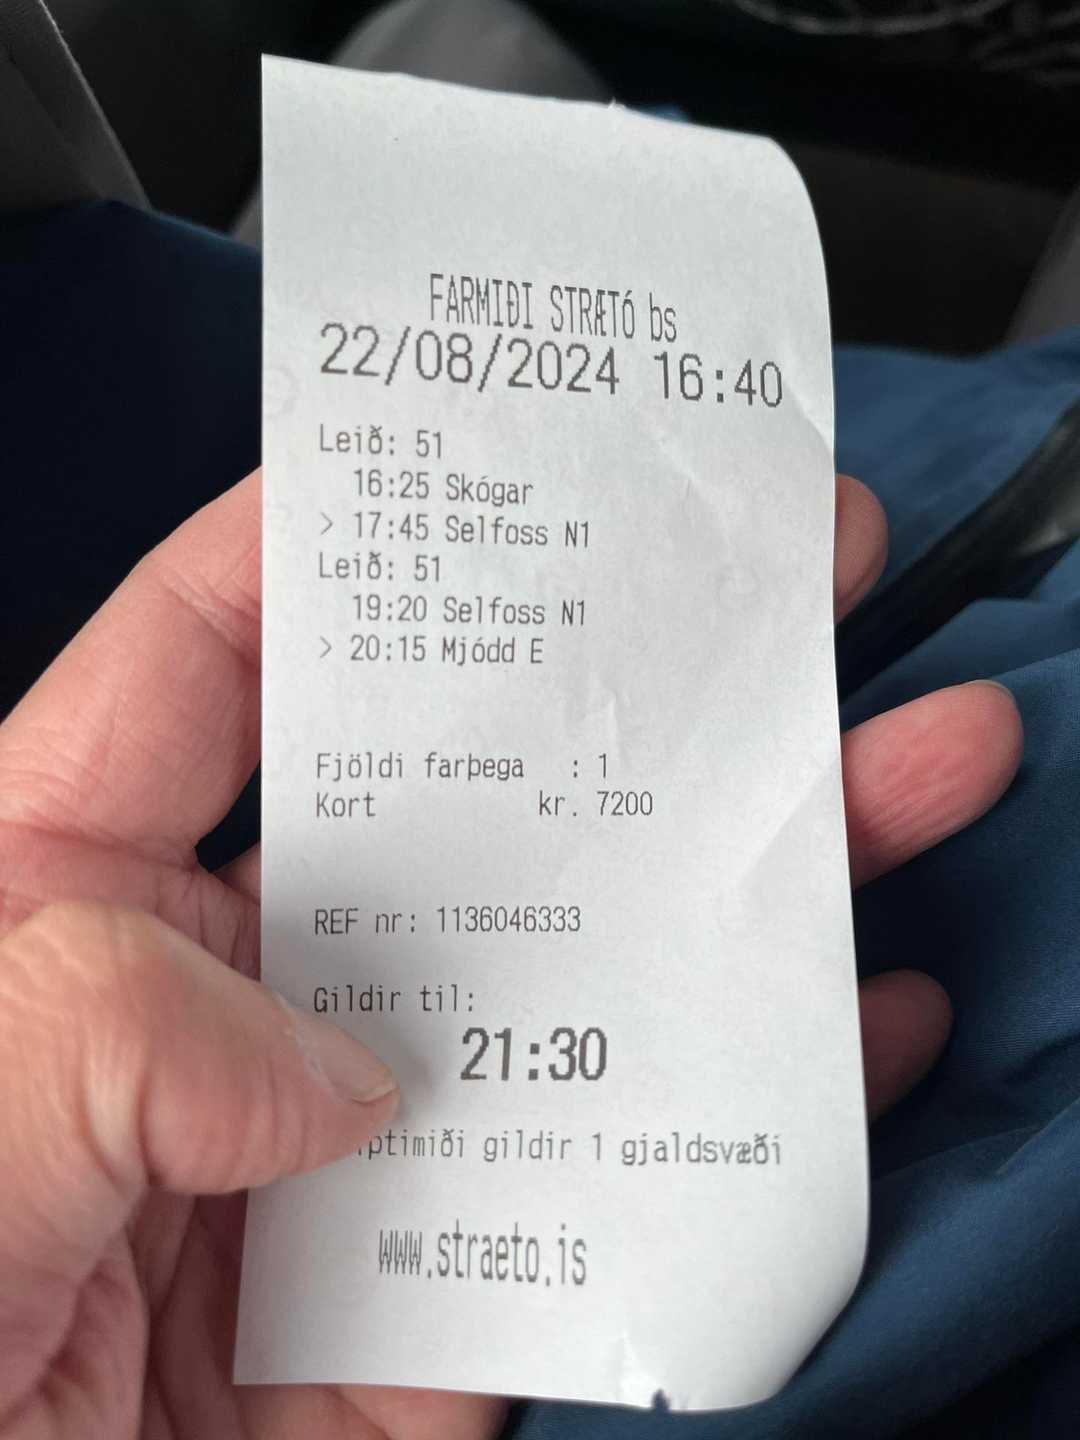 FARMIÐI STRÆTÓ bs
22/08/2024 16:40
Leið: 51
16:25 Skógar
> 17:45 Selfoss N1
Leið: 51
19:20 Selfoss N1
> 20:15 Mjódd E
Fjöldi farþega : 1
Kort kr. 7200
REF nr: 1136046333
Gildir til:
21:30
gildir 1 gjaldsvæði
www.straeto.is